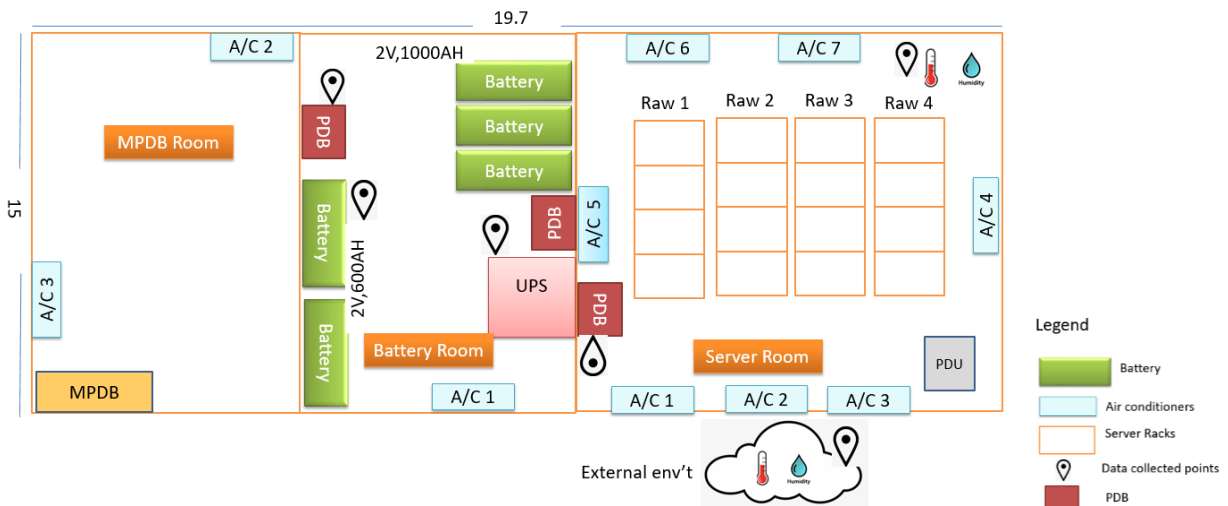 19.7
15
A/C 2
MPDB Room
A/C 3
MPDB
2V,1000AH
Battery
Battery
Battery
PDB
Battery
2V,600AH
Battery
PDB
UPS
Battery Room
A/C 1
A/C 6
A/C 7
Humidity
Raw 1
Raw 2
Raw 3
Raw 4
A/C 5
A/C 4
PDB
Server Room
PDU
A/C 1
A/C 2
A/C 3
External env't
Humidity
Legend
Battery
Air conditioners
Server Racks
Data collected points
PDB